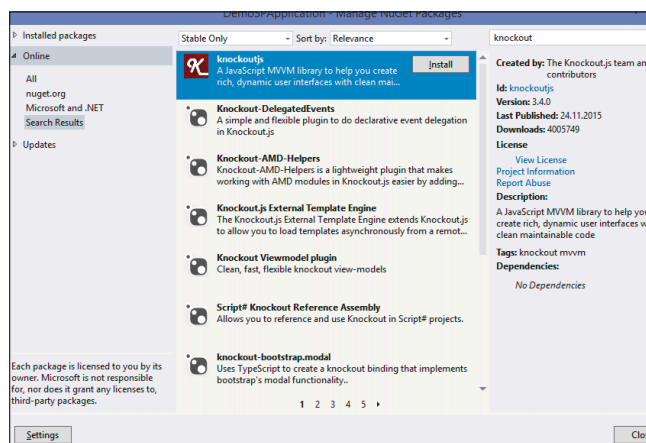 DemoSPApplication - Manage NuGet Packages
Installed packages
Online
All
nuget.org
Microsoft and .NET
Search Results
Updates
Each package is licensed to you by its
owner. Microsoft is not responsible
for, nor does it grant any licenses to,
third-party packages.
Settings
Stable Only
Sort by: Relevance
knockoutjs
A JavaScript MVVM library to help you create
rich, dynamic user interfaces with clean mai...
Install
Knockout-DelegatedEvents
A simple and flexible plugin to do declarative event delegation
in Knockout.js
Knockout-AMD-Helpers
Knockout-AMD-Helpers is a lightweight plugin that makes
working with AMD modules in Knockout.js easier by adding...
Knockout.js External Template Engine
The Knockout.js External Template Engine extends Knockout.js
to allow you to load templates asynchronously from a remot...
Knockout Viewmodel plugin
Clean, fast, flexible knockout view-models
Script# Knockout Reference Assembly
Allows you to reference and use Knockout in Script# projects.
knockout-bootstrap.modal
Uses TypeScript to create a knockout binding that implements
bootstrap's modal functionality..
1 2 3 4 5
knockout
Created by: The Knockout.js team an
contributors
Id: knockoutjs
Version: 3.4.0
Last Published: 24.11.2015
Downloads: 4005749
License
View License
Project Information
Report Abuse
Description:
A JavaScript MVVM library to help you
create rich, dynamic user interfaces w
clean maintainable code
Tags: knockout mvvm
Dependencies:
No Dependencies
Clo